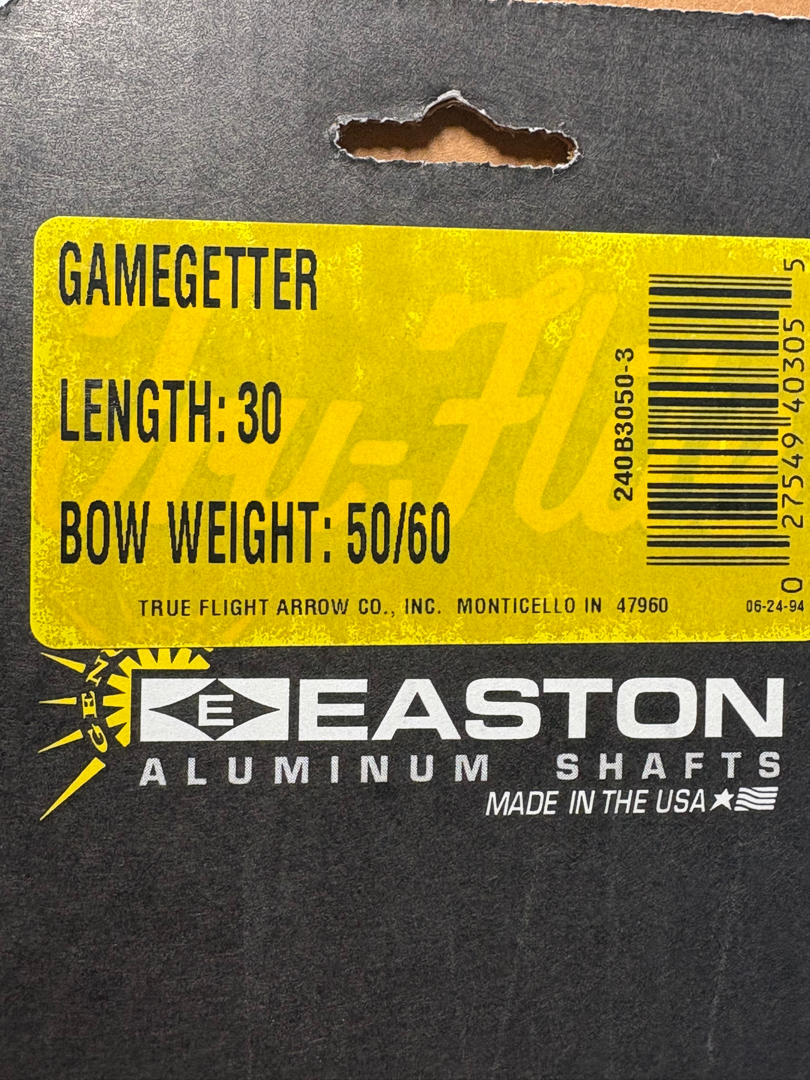 GAMEGETTER
LENGTH: 30
BOW WEIGHT: 50/60
TRUE FLIGHT ARROW CO., INC. MONTICELLO IN 47960
06-24-94
240B3050-3
0 27549 40305 5
E EASTON
ALUMINUM SHAFTS
MADE IN THE USA